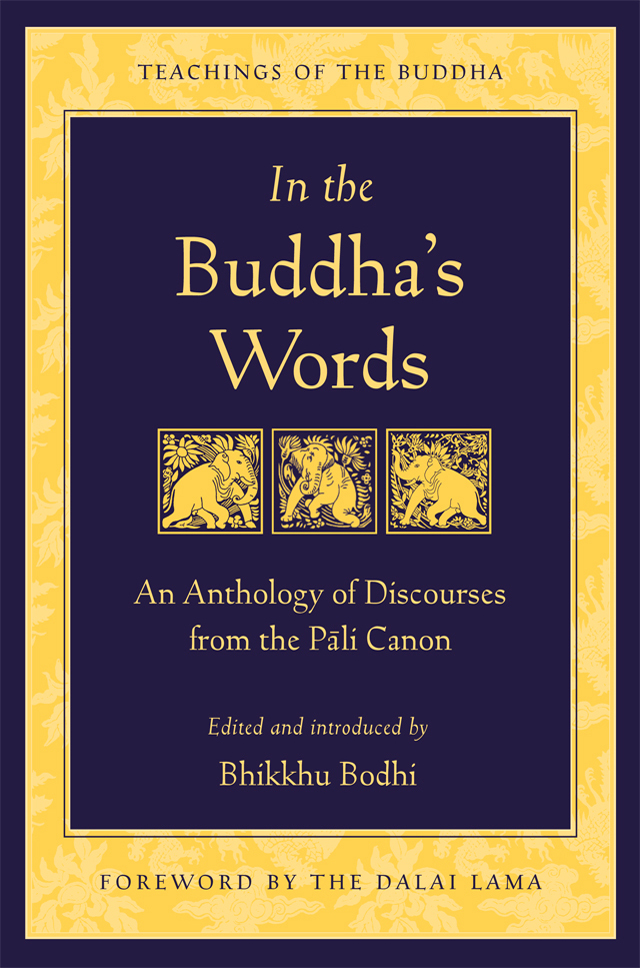 TEACHINGS OF THE BUDDHA
In the
Buddha’s
Words
An Anthology of Discourses
from the Pāli Canon
Edited and introduced by
Bhikkhu Bodhi
FOREWORD BY THE DALAI LAMA